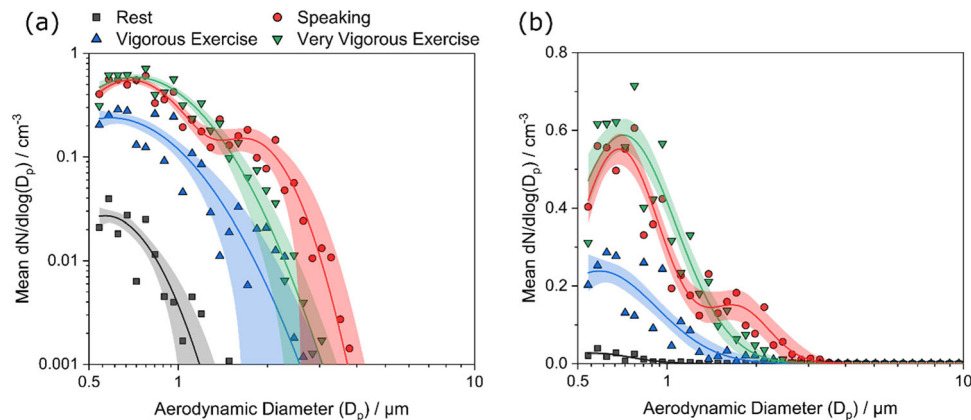 (a)
Rest
Speaking
Vigorous Exercise
Very Vigorous Exercise
Mean dN/dlog(Dp) / cm-3
1
0.1
0.01
0.001
0.5
1
10
Aerodynamic Diameter (Dp) / µm
(b)
Mean dN/dlog(Dp) / cm-3
0.8
0.6
0.4
0.2
0.0
0.5
1
10
Aerodynamic Diameter (Dp) / µm